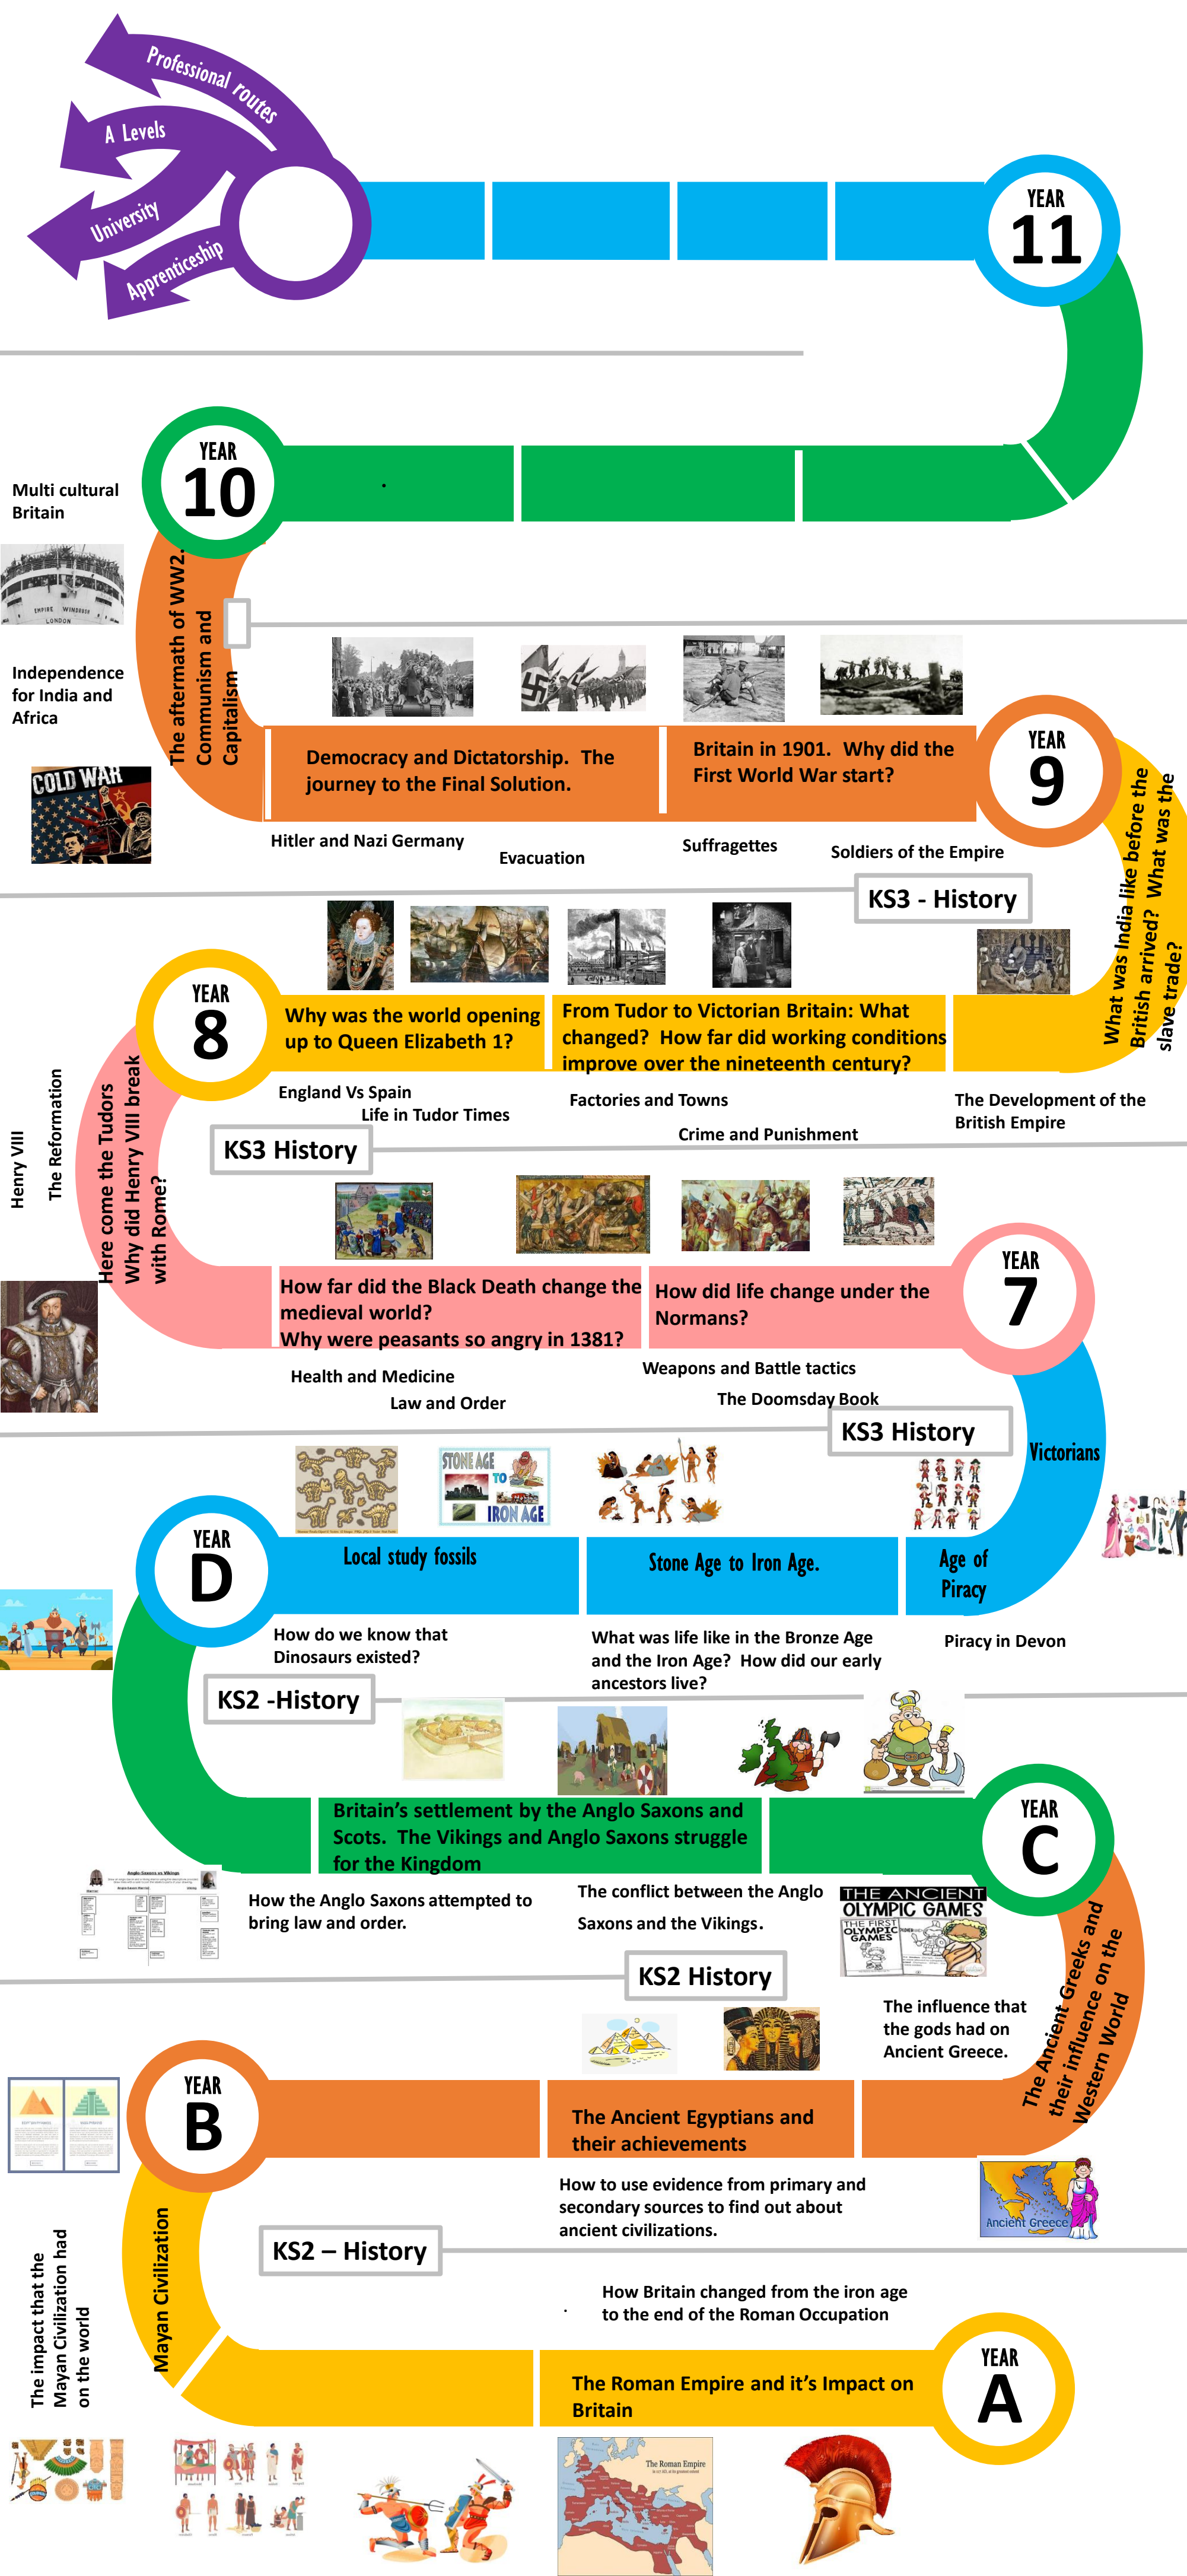 Professional routes
A Levels
University
Apprenticeship
YEAR
11
YEAR
10
Multi cultural
Britain
EMPIRE WINDRUSH
LONDON
Independence
for India and
Africa
COLD WAR
The aftermath of WW2.
Communism and
Capitalism
Democracy and Dictatorship. The
journey to the Final Solution.
Britain in 1901. Why did the
First World War start?
YEAR
9
Hitler and Nazi Germany
Evacuation
Suffragettes
Soldiers of the Empire
What was India like before the
British arrived? What was the
slave trade?
KS3 - History
YEAR
8
Why was the world opening
up to Queen Elizabeth 1?
From Tudor to Victorian Britain: What
changed? How far did working conditions
improve over the nineteenth century?
England Vs Spain
Life in Tudor Times
Factories and Towns
Crime and Punishment
The Development of the
British Empire
KS3 History
Henry VIII
The Reformation
Here come the Tudors
Why did Henry VIII break
with Rome?
How far did the Black Death change the
medieval world?
Why were peasants so angry in 1381?
How did life change under the
Normans?
YEAR
7
Health and Medicine
Law and Order
Weapons and Battle tactics
The Doomsday Book
KS3 History
Victorians
STONE AGE
TO
IRON AGE
YEAR
D
Local study fossils
Stone Age to Iron Age.
Age of
Piracy
How do we know that
Dinosaurs existed?
What was life like in the Bronze Age
and the Iron Age? How did our early
ancestors live?
Piracy in Devon
KS2 -History
Britain's settlement by the Anglo Saxons and
Scots. The Vikings and Anglo Saxons struggle
for the Kingdom
YEAR
C
Anglo-Saxons vs Vikings
How the Anglo Saxons attempted to
bring law and order.
The conflict between the Anglo
Saxons and the Vikings.
THE ANCIENT
OLYMPIC GAMES
THE FIRST
OLYMPIC
GAMES
KS2 History
The influence that
the gods had on
Ancient Greece.
The Ancient Greeks and
their influence on the
Western World
YEAR
B
The Ancient Egyptians and
their achievements
How to use evidence from primary and
secondary sources to find out about
ancient civilizations.
Ancient Greece
KS2 – History
The impact that the
Mayan Civilization had
on the world
Mayan Civilization
How Britain changed from the iron age
to the end of the Roman Occupation
YEAR
A
The Roman Empire and it's Impact on
Britain
The Roman Empire